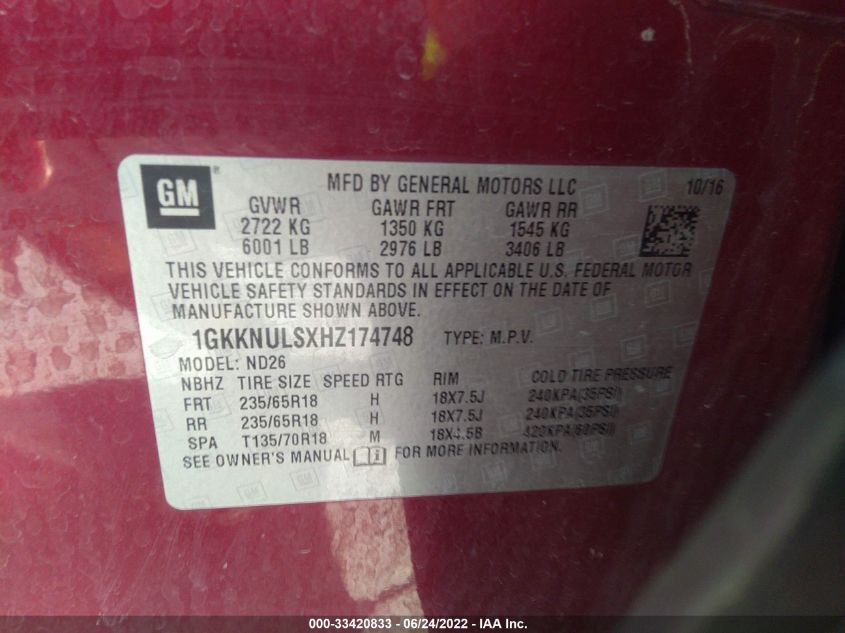 GM ® MFD BY GENERAL MOTORS LLC 10/16
GVWR GAWR FRT GAWR RR
2722 KG 1350 KG 1545 KG
6001 LB 2976 LB 3406 LB
THIS VEHICLE CONFORMS TO ALL APPLICABLE U.S. FEDERAL MOTOR
VEHICLE SAFETY STANDARDS IN EFFECT ON THE DATE OF
MANUFACTURE SHOWN ABOVE.
1GKKNULSXHZ174748 TYPE: M.P.V.
MODEL: ND26
NBHZ TIRE SIZE SPEED RTG RIM COLD TIRE PRESSURE
FRT 235/65R18 H 18X7.5J 240KPA(35PSI)
RR 235/65R18 H 18X7.5J 240KPA(35PSI)
SPA T135/70R18 M 18X4.5B 420KPA(60PSI)
SEE OWNER'S MANUAL FOR MORE INFORMATION.
000-33420833 - 06/24/2022 - IAA Inc.